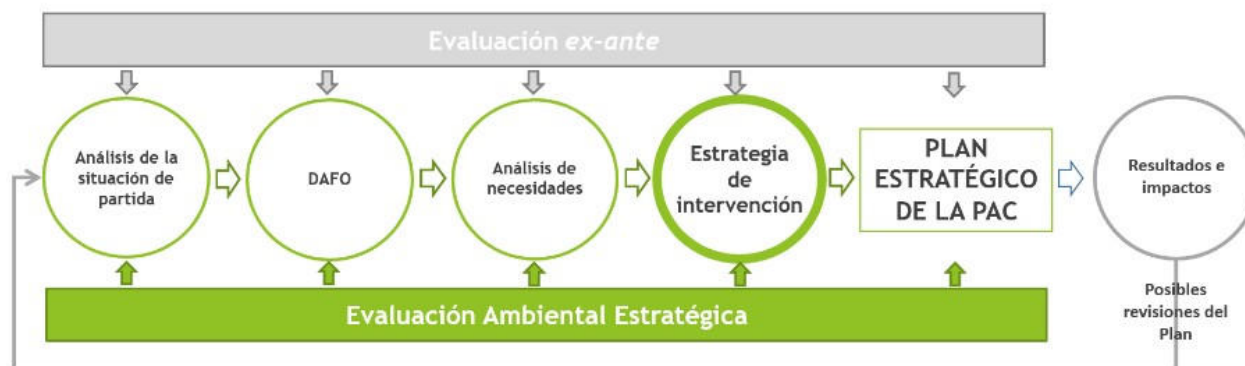 Evaluación ex-ante
Análisis de la
situación de
partida
DAFO
Análisis de
necesidades
Estrategia
de
intervención
PLAN
ESTRATÉGICO
DE LA PAC
Resultados e
impactos
Evaluación Ambiental Estratégica
Posibles
revisiones del
Plan